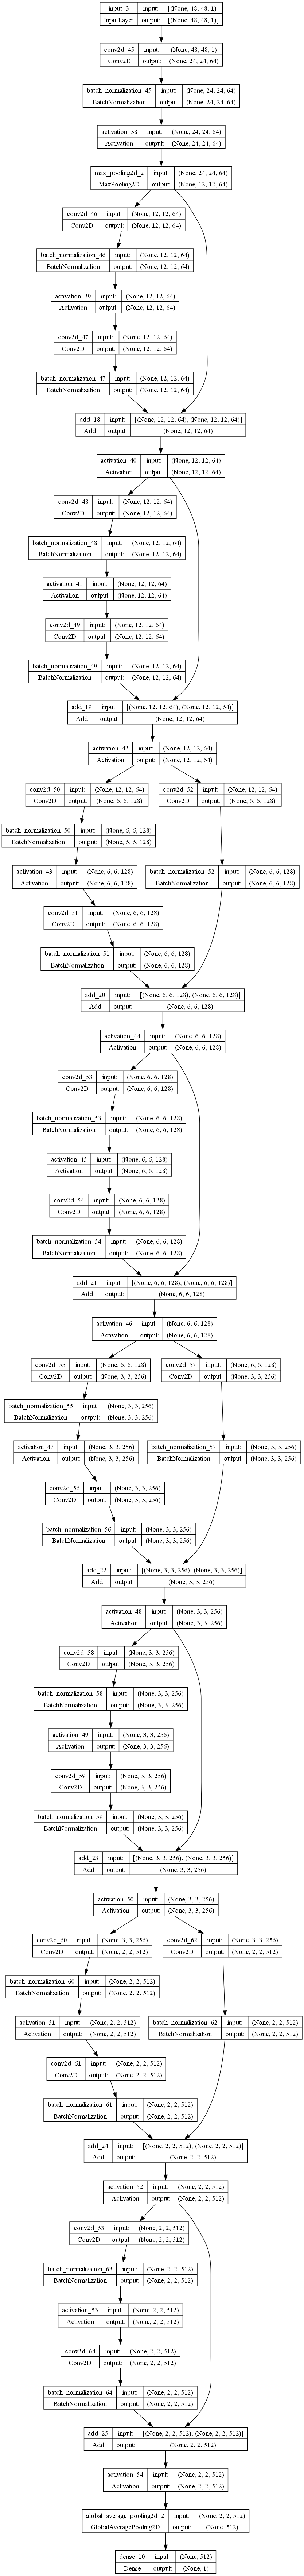 input_3 input: [(None, 48, 48, 1)]
InputLayer output: [(None, 48, 48, 1)]
conv2d_45 input: (None, 48, 48, 1)
Conv2D output: (None, 24, 24, 64)
batch_normalization_45 input: (None, 24, 24, 64)
BatchNormalization output: (None, 24, 24, 64)
activation_38 input: (None, 24, 24, 64)
Activation output: (None, 24, 24, 64)
max_pooling2d_2 input: (None, 24, 24, 64)
MaxPooling2D output: (None, 12, 12, 64)
conv2d_46 input: (None, 12, 12, 64)
Conv2D output: (None, 12, 12, 64)
batch_normalization_46 input: (None, 12, 12, 64)
BatchNormalization output: (None, 12, 12, 64)
activation_39 input: (None, 12, 12, 64)
Activation output: (None, 12, 12, 64)
conv2d_47 input: (None, 12, 12, 64)
Conv2D output: (None, 12, 12, 64)
batch_normalization_47 input: (None, 12, 12, 64)
BatchNormalization output: (None, 12, 12, 64)
add_18 input: [(None, 12, 12, 64), (None, 12, 12, 64)]
Add output: (None, 12, 12, 64)
activation_40 input: (None, 12, 12, 64)
Activation output: (None, 12, 12, 64)
conv2d_48 input: (None, 12, 12, 64)
Conv2D output: (None, 12, 12, 64)
batch_normalization_48 input: (None, 12, 12, 64)
BatchNormalization output: (None, 12, 12, 64)
activation_41 input: (None, 12, 12, 64)
Activation output: (None, 12, 12, 64)
conv2d_49 input: (None, 12, 12, 64)
Conv2D output: (None, 12, 12, 64)
batch_normalization_49 input: (None, 12, 12, 64)
BatchNormalization output: (None, 12, 12, 64)
add_19 input: [(None, 12, 12, 64), (None, 12, 12, 64)]
Add output: (None, 12, 12, 64)
activation_42 input: (None, 12, 12, 64)
Activation output: (None, 12, 12, 64)
conv2d_50 input: (None, 12, 12, 64)
Conv2D output: (None, 6, 6, 128)
conv2d_52 input: (None, 12, 12, 64)
Conv2D output: (None, 6, 6, 128)
batch_normalization_50 input: (None, 6, 6, 128)
BatchNormalization output: (None, 6, 6, 128)
activation_43 input: (None, 6, 6, 128)
Activation output: (None, 6, 6, 128)
batch_normalization_52 input: (None, 6, 6, 128)
BatchNormalization output: (None, 6, 6, 128)
conv2d_51 input: (None, 6, 6, 128)
Conv2D output: (None, 6, 6, 128)
batch_normalization_51 input: (None, 6, 6, 128)
BatchNormalization output: (None, 6, 6, 128)
add_20 input: [(None, 6, 6, 128), (None, 6, 6, 128)]
Add output: (None, 6, 6, 128)
activation_44 input: (None, 6, 6, 128)
Activation output: (None, 6, 6, 128)
conv2d_53 input: (None, 6, 6, 128)
Conv2D output: (None, 6, 6, 128)
batch_normalization_53 input: (None, 6, 6, 128)
BatchNormalization output: (None, 6, 6, 128)
activation_45 input: (None, 6, 6, 128)
Activation output: (None, 6, 6, 128)
conv2d_54 input: (None, 6, 6, 128)
Conv2D output: (None, 6, 6, 128)
batch_normalization_54 input: (None, 6, 6, 128)
BatchNormalization output: (None, 6, 6, 128)
add_21 input: [(None, 6, 6, 128), (None, 6, 6, 128)]
Add output: (None, 6, 6, 128)
activation_46 input: (None, 6, 6, 128)
Activation output: (None, 6, 6, 128)
conv2d_55 input: (None, 6, 6, 128)
Conv2D output: (None, 3, 3, 256)
conv2d_57 input: (None, 6, 6, 128)
Conv2D output: (None, 3, 3, 256)
batch_normalization_55 input: (None, 3, 3, 256)
BatchNormalization output: (None, 3, 3, 256)
activation_47 input: (None, 3, 3, 256)
Activation output: (None, 3, 3, 256)
batch_normalization_57 input: (None, 3, 3, 256)
BatchNormalization output: (None, 3, 3, 256)
conv2d_56 input: (None, 3, 3, 256)
Conv2D output: (None, 3, 3, 256)
batch_normalization_56 input: (None, 3, 3, 256)
BatchNormalization output: (None, 3, 3, 256)
add_22 input: [(None, 3, 3, 256), (None, 3, 3, 256)]
Add output: (None, 3, 3, 256)
activation_48 input: (None, 3, 3, 256)
Activation output: (None, 3, 3, 256)
conv2d_58 input: (None, 3, 3, 256)
Conv2D output: (None, 3, 3, 256)
batch_normalization_58 input: (None, 3, 3, 256)
BatchNormalization output: (None, 3, 3, 256)
activation_49 input: (None, 3, 3, 256)
Activation output: (None, 3, 3, 256)
conv2d_59 input: (None, 3, 3, 256)
Conv2D output: (None, 3, 3, 256)
batch_normalization_59 input: (None, 3, 3, 256)
BatchNormalization output: (None, 3, 3, 256)
add_23 input: [(None, 3, 3, 256), (None, 3, 3, 256)]
Add output: (None, 3, 3, 256)
activation_50 input: (None, 3, 3, 256)
Activation output: (None, 3, 3, 256)
conv2d_60 input: (None, 3, 3, 256)
Conv2D output: (None, 2, 2, 512)
conv2d_62 input: (None, 3, 3, 256)
Conv2D output: (None, 2, 2, 512)
batch_normalization_60 input: (None, 2, 2, 512)
BatchNormalization output: (None, 2, 2, 512)
activation_51 input: (None, 2, 2, 512)
Activation output: (None, 2, 2, 512)
batch_normalization_62 input: (None, 2, 2, 512)
BatchNormalization output: (None, 2, 2, 512)
conv2d_61 input: (None, 2, 2, 512)
Conv2D output: (None, 2, 2, 512)
batch_normalization_61 input: (None, 2, 2, 512)
BatchNormalization output: (None, 2, 2, 512)
add_24 input: [(None, 2, 2, 512), (None, 2, 2, 512)]
Add output: (None, 2, 2, 512)
activation_52 input: (None, 2, 2, 512)
Activation output: (None, 2, 2, 512)
conv2d_63 input: (None, 2, 2, 512)
Conv2D output: (None, 2, 2, 512)
batch_normalization_63 input: (None, 2, 2, 512)
BatchNormalization output: (None, 2, 2, 512)
activation_53 input: (None, 2, 2, 512)
Activation output: (None, 2, 2, 512)
conv2d_64 input: (None, 2, 2, 512)
Conv2D output: (None, 2, 2, 512)
batch_normalization_64 input: (None, 2, 2, 512)
BatchNormalization output: (None, 2, 2, 512)
add_25 input: [(None, 2, 2, 512), (None, 2, 2, 512)]
Add output: (None, 2, 2, 512)
activation_54 input: (None, 2, 2, 512)
Activation output: (None, 2, 2, 512)
global_average_pooling2d_2 input: (None, 2, 2, 512)
GlobalAveragePooling2D output: (None, 512)
dense_10 input: (None, 512)
Dense output: (None, 1)